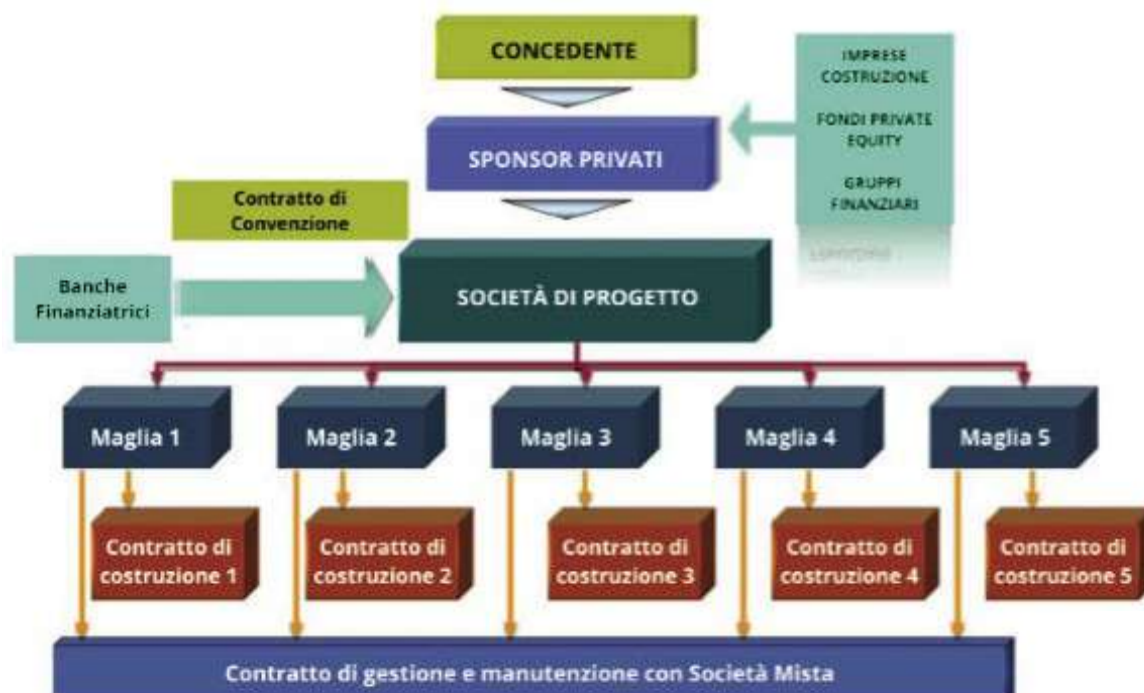 CONCEDENTE
IMPRESE
COSTRUZIONE
FONDI PRIVATE
EQUITY
GRUPPI
FINANZIARI
SPONSOR PRIVATI
Contratto di
Convenzione
Banche
Finanziatrici
SOCIETÀ DI PROGETTO
Maglia 1
Maglia 2
Maglia 3
Maglia 4
Maglia 5
Contratto di
costruzione 1
Contratto di
costruzione 2
Contratto di
costruzione 3
Contratto di
costruzione 4
Contratto di
costruzione 5
Contratto di gestione e manutenzione con Società Mista